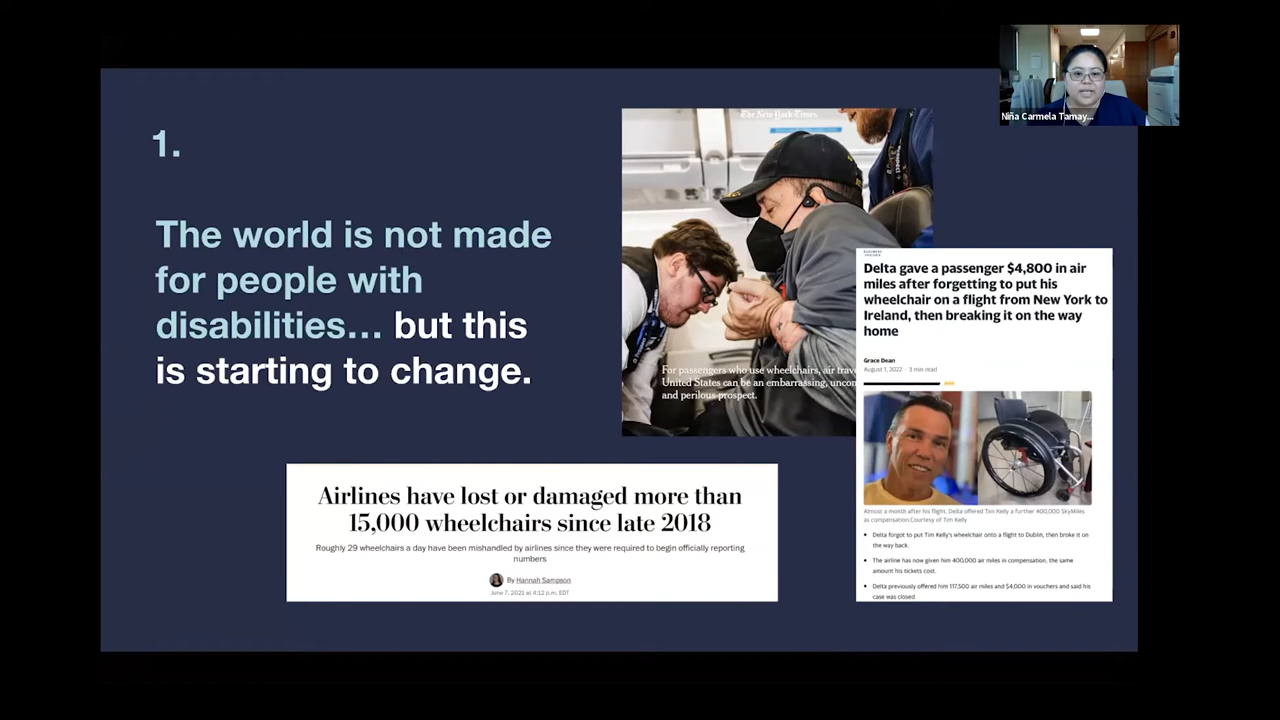 Niña Carmela Tamay...
1.
The world is not made
for people with
disabilities... but this
is starting to change.
The New York Times
For passengers who use wheelchairs, air trave
United States can be an embarrassing, uncom
and perilous prospect.
BUSINESS
INSIDER
Delta gave a passenger $4,800 in air
miles after forgetting to put his
wheelchair on a flight from New York to
Ireland, then breaking it on the way
home
Grace Dean
August 1, 2022 · 3 min read
Almost a month after his flight, Delta offered Tim Kelly a further 400,000 SkyMiles
as compensation.Courtesy of Tim Kelly
• Delta forgot to put Tim Kelly's wheelchair onto a flight to Dublin, then broke it on
the way back.
• The airline has now given him 400,000 air miles in compensation, the same
amount his tickets cost.
• Delta previously offered him 117,500 air miles and $4,000 in vouchers and said his
case was closed
Airlines have lost or damaged more than
15,000 wheelchairs since late 2018
Roughly 29 wheelchairs a day have been mishandled by airlines since they were required to begin officially reporting
numbers
By Hannah Sampson
June 7, 2021 at 4:12 p.m. EDT